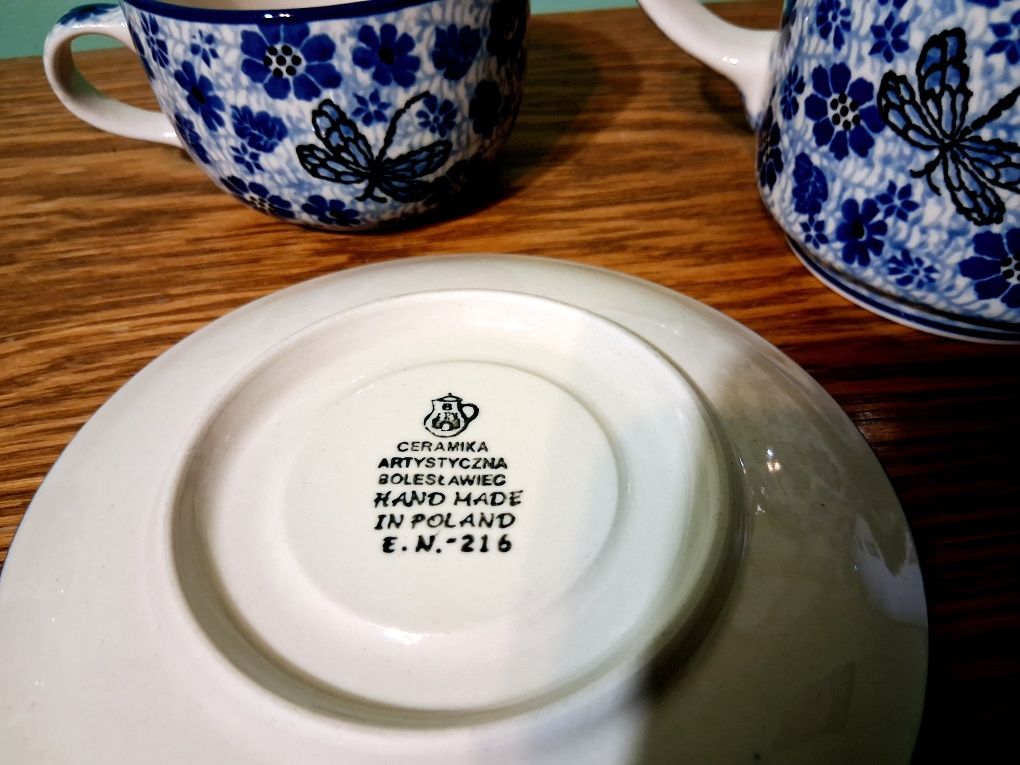 CERAMIKA
ARTYSTYCZNA
BOLESŁAWIEC
HAND MADE
IN POLAND
E. N.-216